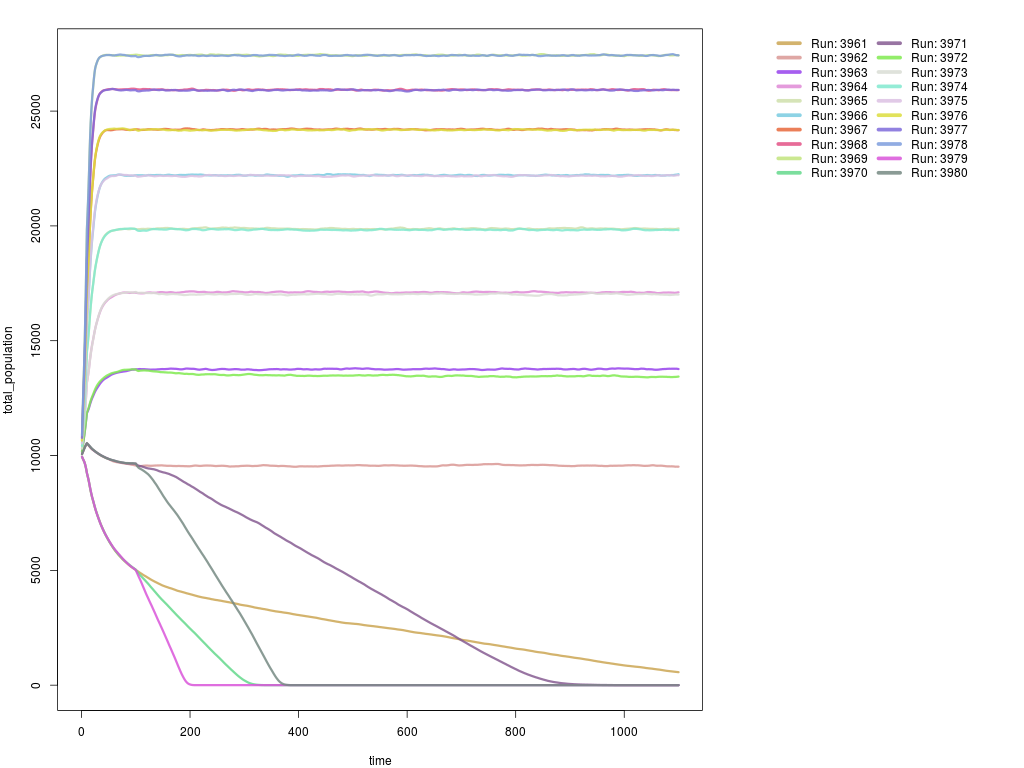 Run: 3961 Run: 3971
Run: 3962 Run: 3972
Run: 3963 Run: 3973
Run: 3964 Run: 3974
Run: 3965 Run: 3975
Run: 3966 Run: 3976
Run: 3967 Run: 3977
Run: 3968 Run: 3978
Run: 3969 Run: 3979
Run: 3970 Run: 3980
total_population
25000
20000
15000
10000
5000
0
0 200 400 600 800 1000
time